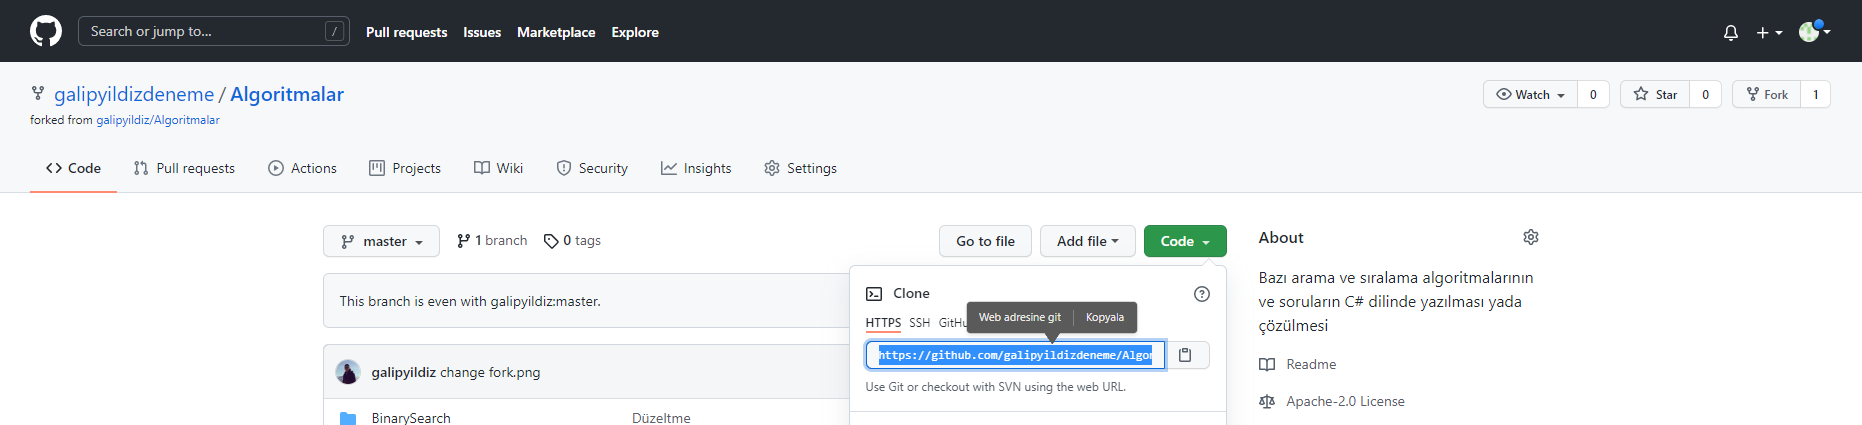 Search or jump to... / Pull requests Issues Marketplace Explore
galipyildizdeneme / Algoritmalar
Watch 0 Star 0 Fork 1
forked from galipyildiz/Algoritmalar
Code Pull requests Actions Projects Wiki Security Insights Settings
master 1 branch 0 tags Go to file Add file Code
This branch is even with galipyildiz:master.
galipyildiz change fork.png
BinarySearch Düzeltme
Clone
Web adresine git Kopyala
HTTPS SSH
https://github.com/galipyildizdeneme/
Use Git or checkout with SVN using the web URL.
About
Bazı arama ve sıralama algoritmalarının
ve soruların C# dilinde yazılması yada
çözülmesi
Readme
Apache-2.0 License